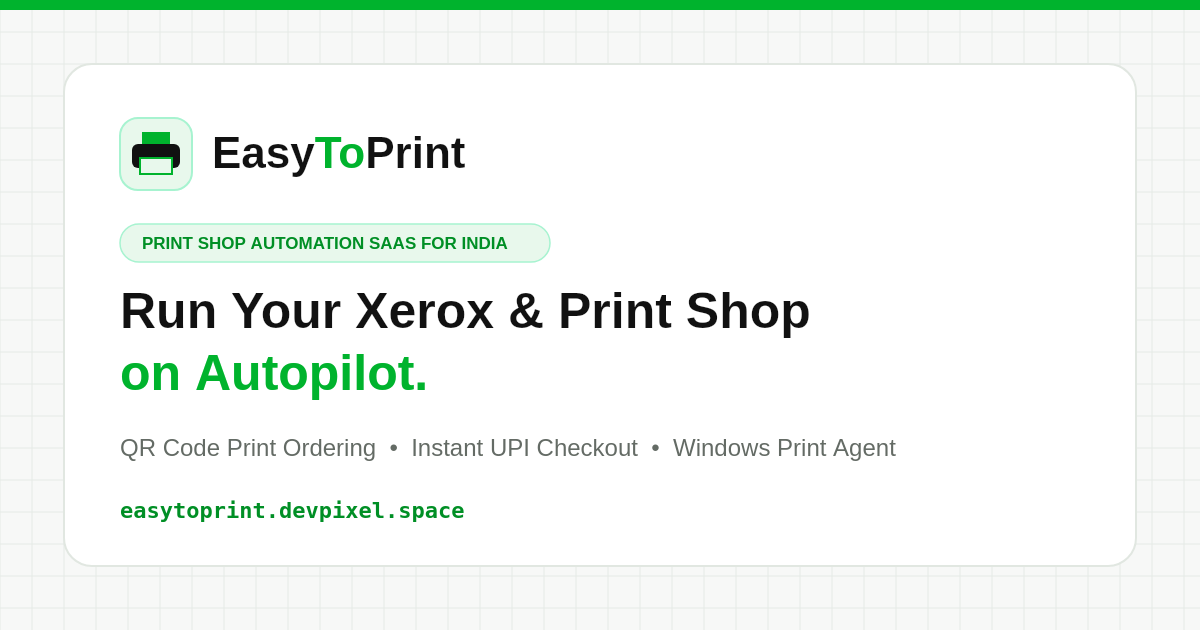 EasyToPrint
PRINT SHOP AUTOMATION SAAS FOR INDIA
Run Your Xerox & Print Shop
on Autopilot.
QR Code Print Ordering • Instant UPI Checkout • Windows Print Agent
easytoprint.devpixel.space